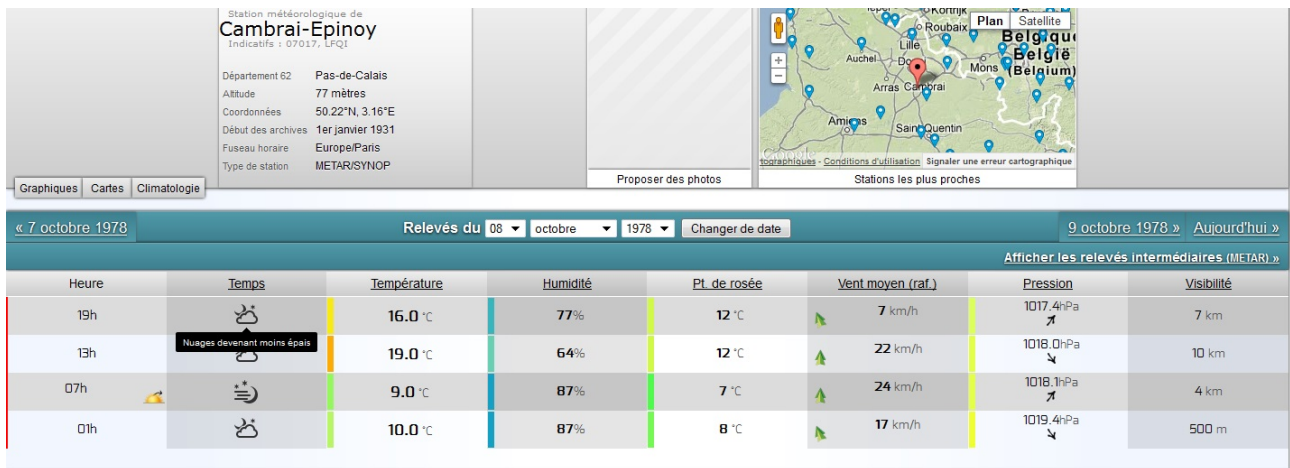 Station météorologique de
Cambrai-Epinoy
Indicatifs : 07017, LFQI
Département 62 Pas-de-Calais
Altitude 77 mètres
Coordonnées 50.22°N, 3.16°E
Début des archives 1er janvier 1931
Fuseau horaire Europe/Paris
Type de station METAR/SYNOP
Proposer des photos
Kortrijk
Plan Satellite
Roubaix
Lille
Auchel
Mons
België
(Belgium)
Arras Cambrai
Saint-Quentin
Conditions d'utilisation Signaler une erreur cartographique
Stations les plus proches
Graphiques Cartes Climatologie
« 7 octobre 1978 Relevés du 08 octobre 1978 Changer de date 9 octobre 1978 » Aujourd'hui »
Afficher les relevés intermédiaires (METAR) »
Heure Temps Température Humidité Pt. de rosée Vent moyen (raf.) Pression Visibilité
19h 16.0 °C 77% 12 °C 7 km/h 1017.4hPa 7 km
Nuages devenant moins épais
13h 19.0 °C 64% 12 °C 22 km/h 1018.0hPa 10 km
07h 9.0 °C 87% 7 °C 24 km/h 1018.1hPa 4 km
01h 10.0 °C 87% 8 °C 17 km/h 1019.4hPa 500 m